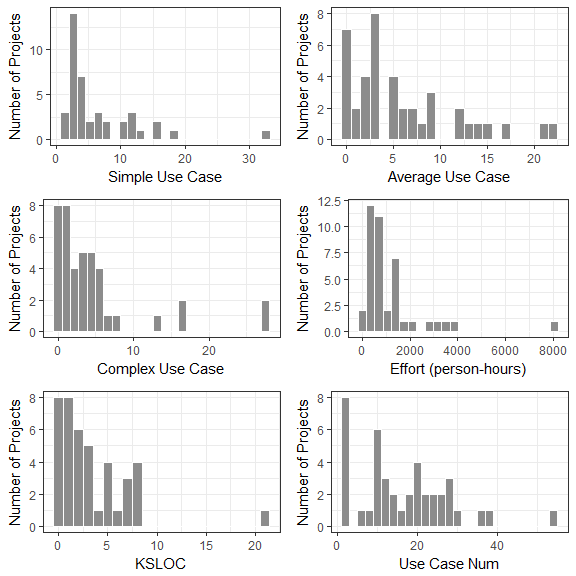 Number of Projects
10
5
0
0 10 20 30
Simple Use Case
Number of Projects
8
6
4
2
0
0 5 10 15 20
Average Use Case
Number of Projects
8
6
4
2
0
0 10 20
Complex Use Case
Number of Projects
12.5
10.0
7.5
5.0
2.5
0.0
0 2000 4000 6000 8000
Effort (person-hours)
Number of Projects
8
6
4
2
0
0 5 10 15 20
KSLOC
Number of Projects
8
6
4
2
0
0 20 40
Use Case Num